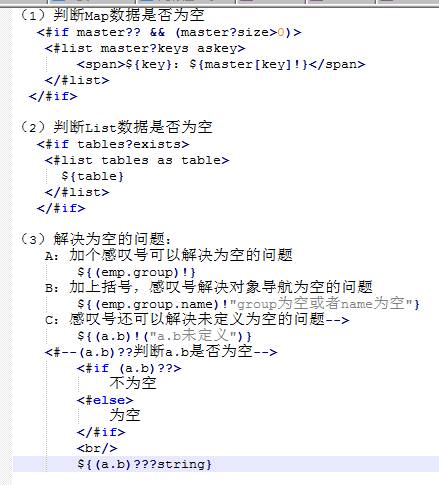 （1）判断Map数据是否为空
<#if master?? && (master?size>0)>
<#list master?keys askey>
<span>${key}：${master[key]!}</span>
</#list>
</#if>
（2）判断List数据是否为空
<#if tables?exists>
<#list tables as table>
${table}
</#list>
</#if>
（3）解决为空的问题：
A：加个感叹号可以解决为空的问题
${(emp.group)!}
B：加上括号，感叹号解决对象导航为空的问题
${(emp.group.name)!"group为空或者name为空"}
C：感叹号还可以解决未定义为空的问题-->
${(a.b)!("a.b未定义")}
<#--(a.b)??判断a.b是否为空-->
<#if (a.b)??>
不为空
<#else>
为空
</#if>
<br/>
${(a.b)???string}